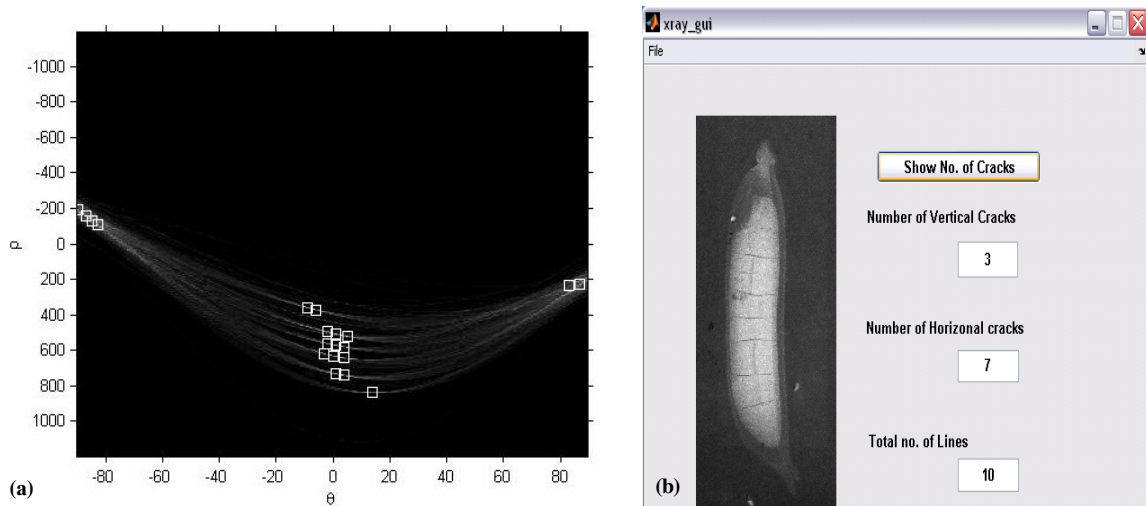 -1000
-800
-600
-400
-200
0
200
400
600
800
1000
ρ
-80 -60 -40 -20 0 20 40 60 80
θ
(a)
xray_gui
File
Show No. of Cracks
Number of Vertical Cracks
3
Number of Horizonal cracks
7
Total no. of Lines
10
(b)